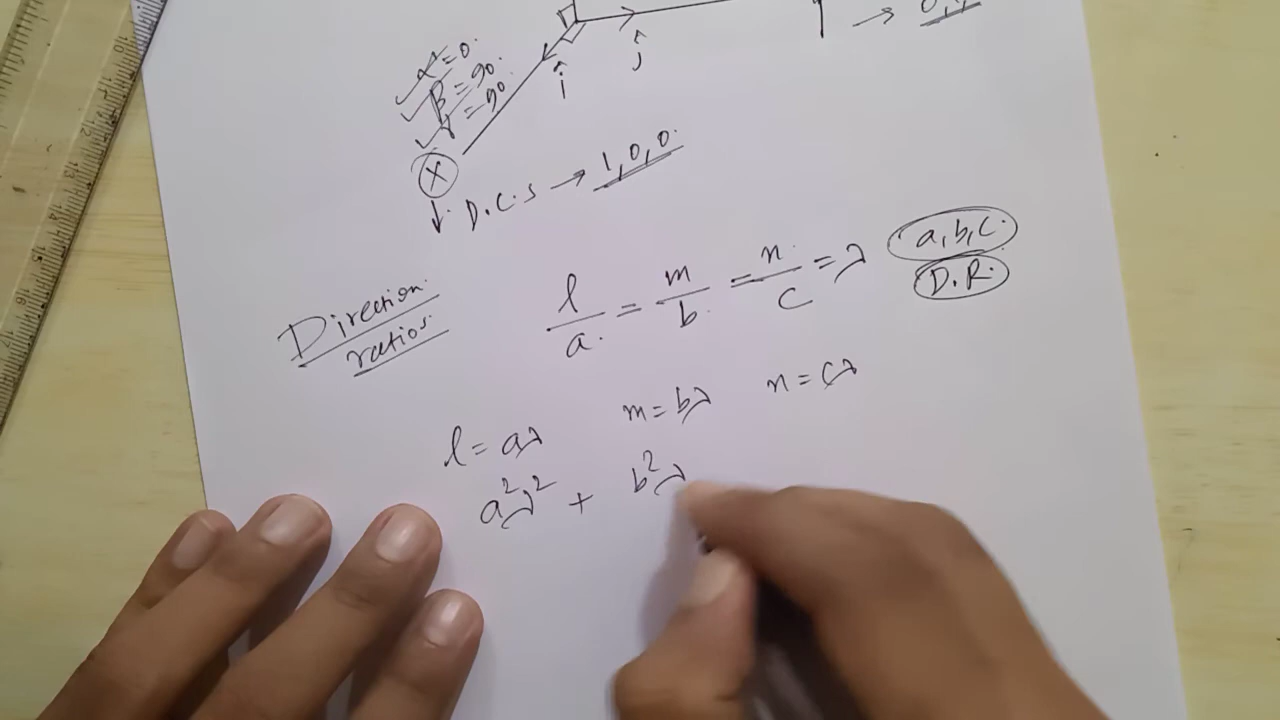 α=0.
β=90.
γ=90.
î
ĵ
X
D.C.s → 1,0,0.
Direction ratios.
l/a. = m/b. = n/c = λ
a,b,c.
D.R.
l = aλ m = bλ n = cλ
a²λ² + b²λ